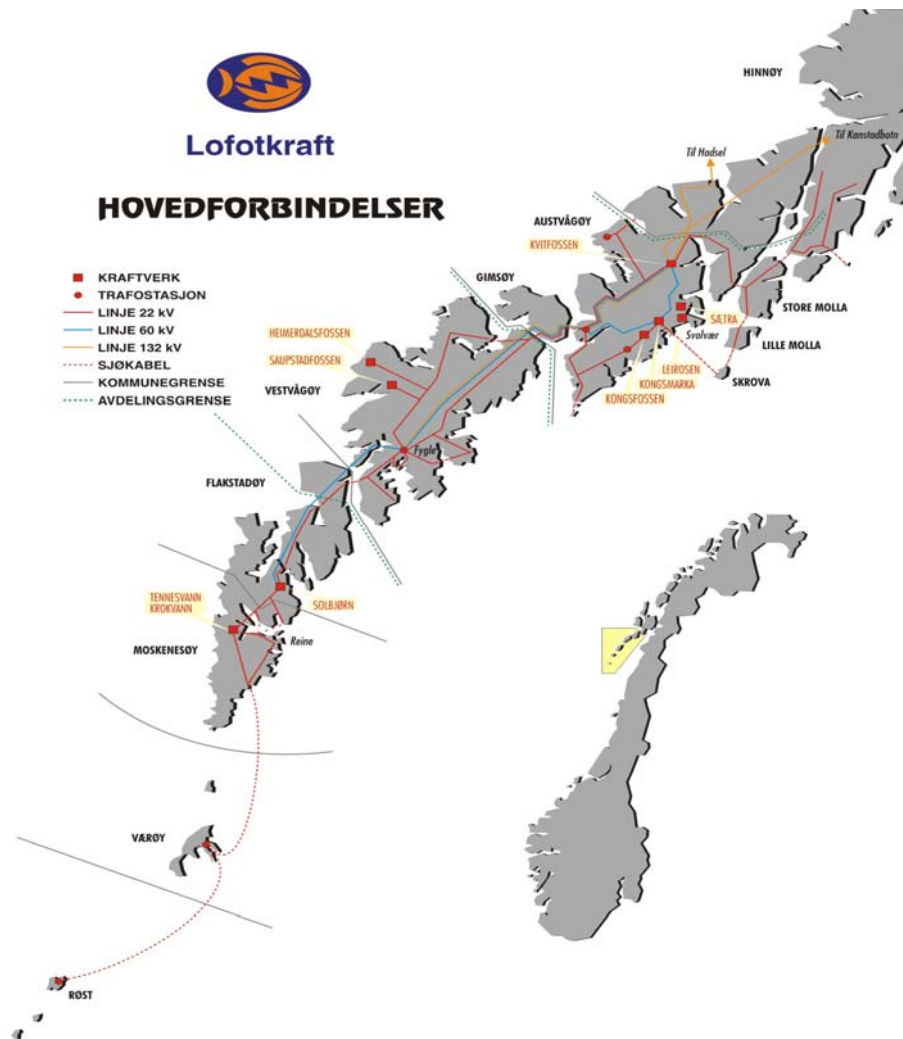 Lofotkraft
HOVEDFORBINDELSER
KRAFTVERK
TRAFOSTASJON
LINJE 22 kV
LINJE 60 kV
LINJE 132 kV
SJØKABEL
KOMMUNEGRENSE
AVDELINGSGRENSE
HINNØY
Til Kanstadbotn
Til Hadsel
AUSTVÅGØY
KVITFOSSEN
GIMSØY
STORE MOLLA
SÆTRA
Svolvær
LILLE MOLLA
LEIROSEN
SKROVA
KONGSMARKA
KONGSFOSSEN
HEIMERDALSFOSSEN
SAUPSTADFOSSEN
VESTVÅGØY
Fygle
FLAKSTADØY
TENNESVANN
KROKVANN
SOLBJØRN
Reine
MOSKENESØY
VÆRØY
RØST